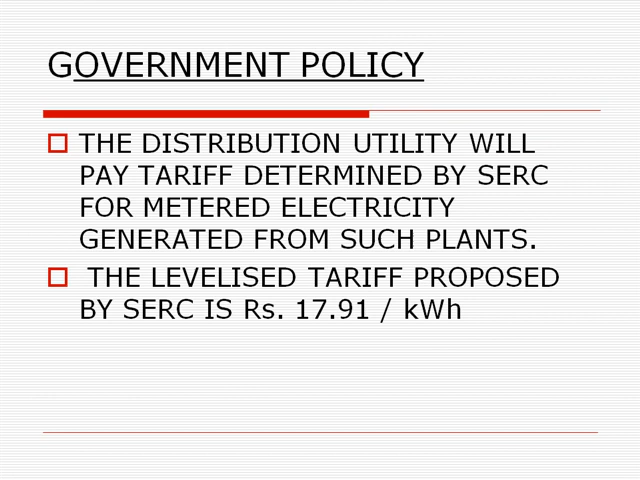 GOVERNMENT POLICY
THE DISTRIBUTION UTILITY WILL
PAY TARIFF DETERMINED BY SERC
FOR METERED ELECTRICITY
GENERATED FROM SUCH PLANTS.
THE LEVELISED TARIFF PROPOSED
BY SERC IS Rs. 17.91 / kWh